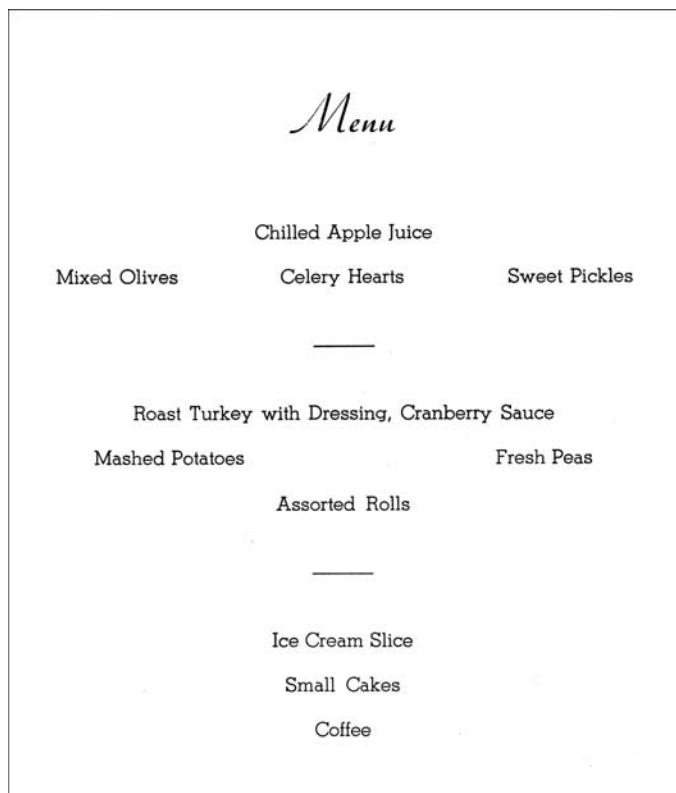 Menu
Chilled Apple Juice
Mixed Olives Celery Hearts Sweet Pickles
Roast Turkey with Dressing, Cranberry Sauce
Mashed Potatoes Fresh Peas
Assorted Rolls
Ice Cream Slice
Small Cakes
Coffee